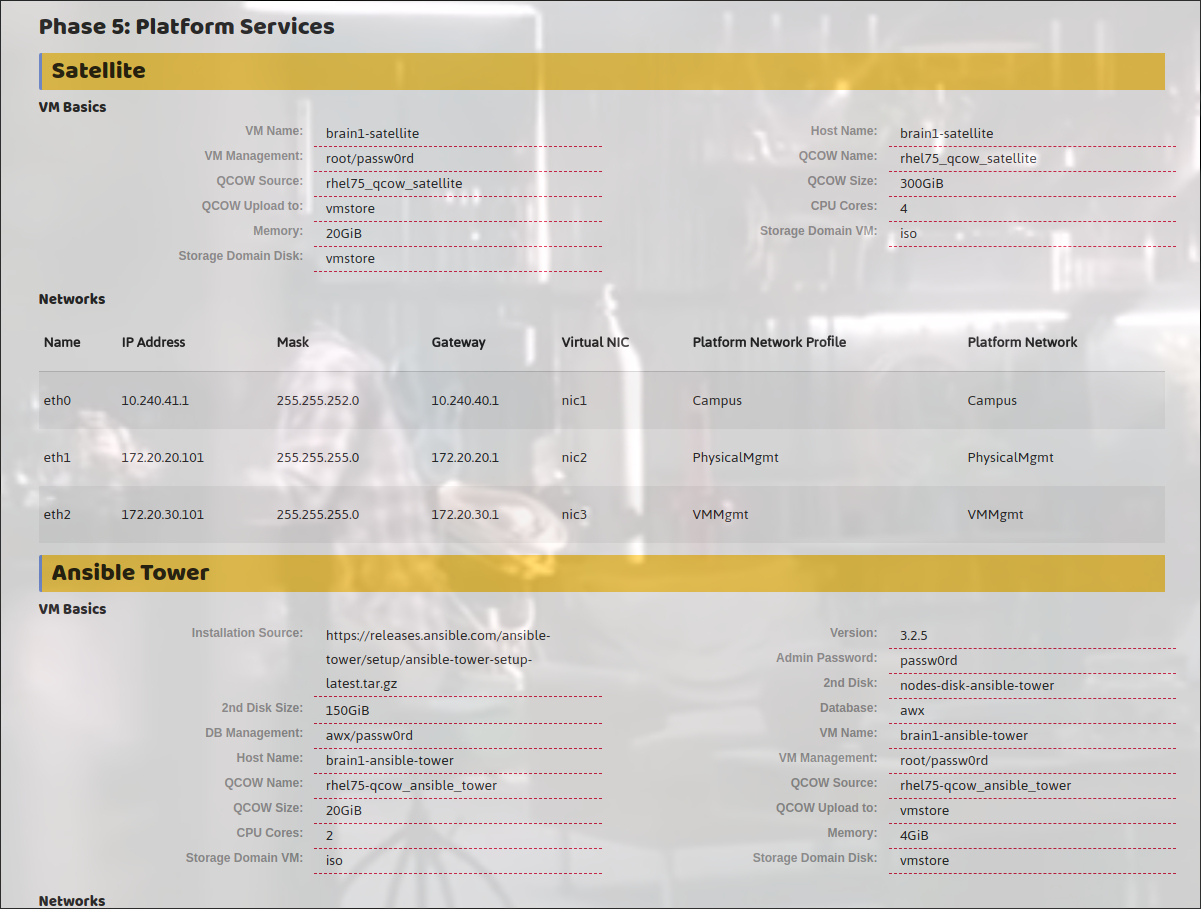 Phase 5: Platform Services
Satellite
VM Basics
VM Name: brain1-satellite
Host Name: brain1-satellite
VM Management: root/passw0rd
QCOW Name: rhel75_qcow_satellite
QCOW Source: rhel75_qcow_satellite
QCOW Size: 300GiB
QCOW Upload to: vmstore
CPU Cores: 4
Memory: 20GiB
Storage Domain VM: iso
Storage Domain Disk: vmstore
Networks
Name IP Address Mask Gateway Virtual NIC Platform Network Profile Platform Network
eth0 10.240.41.1 255.255.252.0 10.240.40.1 nic1 Campus Campus
eth1 172.20.20.101 255.255.255.0 172.20.20.1 nic2 PhysicalMgmt PhysicalMgmt
eth2 172.20.30.101 255.255.255.0 172.20.30.1 nic3 VMMgmt VMMgmt
Ansible Tower
VM Basics
Installation Source: https://releases.ansible.com/ansible-
tower/setup/ansible-tower-setup-
latest.tar.gz
Version: 3.2.5
Admin Password: passw0rd
2nd Disk: nodes-disk-ansible-tower
2nd Disk Size: 150GiB
Database: awx
DB Management: awx/passw0rd
VM Name: brain1-ansible-tower
Host Name: brain1-ansible-tower
VM Management: root/passw0rd
QCOW Name: rhel75-qcow_ansible_tower
QCOW Source: rhel75-qcow_ansible_tower
QCOW Size: 20GiB
QCOW Upload to: vmstore
CPU Cores: 2
Memory: 4GiB
Storage Domain VM: iso
Storage Domain Disk: vmstore
Networks